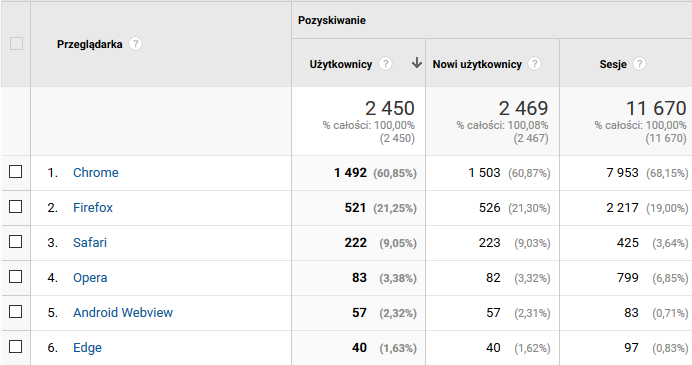 Pozyskiwanie
Przeglądarka ? Użytkownicy ? Nowi użytkownicy ? Sesje ?
2 450 2 469 11 670
% całości: 100,00% % całości: 100,08% % całości: 100,00%
(2 450) (2 467) (11 670)
1. Chrome 1 492 (60,85%) 1 503 (60,87%) 7 953 (68,15%)
2. Firefox 521 (21,25%) 526 (21,30%) 2 217 (19,00%)
3. Safari 222 (9,05%) 223 (9,03%) 425 (3,64%)
4. Opera 83 (3,38%) 82 (3,32%) 799 (6,85%)
5. Android Webview 57 (2,32%) 57 (2,31%) 83 (0,71%)
6. Edge 40 (1,63%) 40 (1,62%) 97 (0,83%)